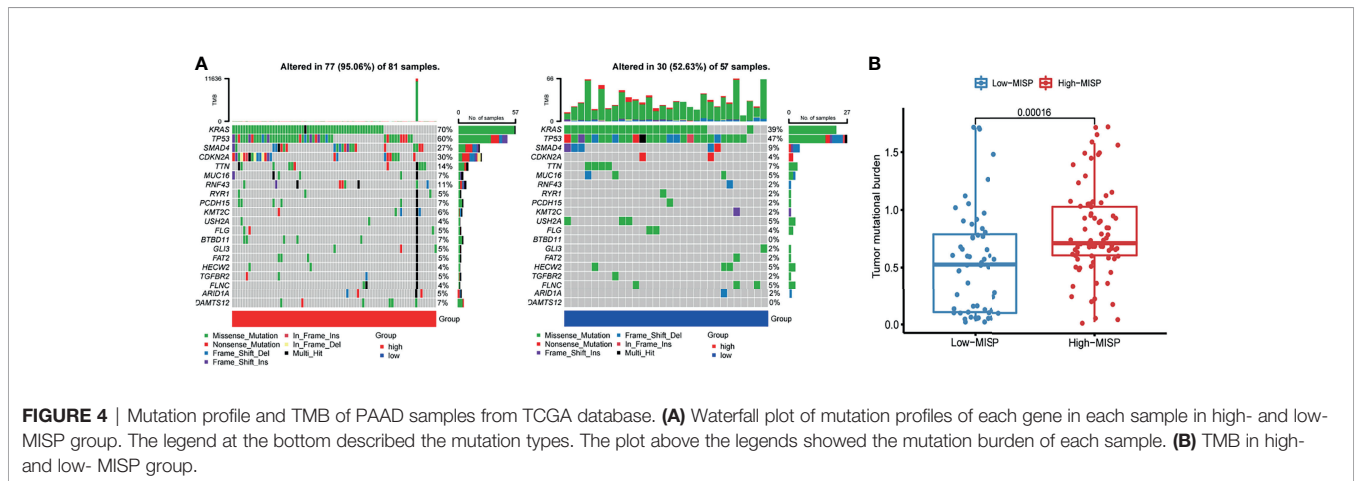 A
Altered in 77 (95.06%) of 81 samples.
11636
TMB
0
0 57
No. of samples
KRAS 70%
TP53 60%
SMAD4 27%
CDKN2A 30%
TTN 14%
MUC16 7%
RNF43 11%
RYR1 5%
PCDH15 7%
KMT2C 6%
USH2A 4%
FLG 5%
BTBD11 7%
GLI3 5%
FAT2 5%
HECW2 4%
TGFBR2 5%
FLNC 4%
ARID1A 5%
DAMTS12 7%
Group
Missense_Mutation
Nonsense_Mutation
Frame_Shift_Del
Frame_Shift_Ins
In_Frame_Ins
In_Frame_Del
Multi_Hit
Group
high
low
Altered in 30 (52.63%) of 57 samples.
66
TMB
0
0 27
No. of samples
KRAS 39%
TP53 47%
SMAD4 9%
CDKN2A 4%
TTN 7%
MUC16 5%
RNF43 2%
RYR1 2%
PCDH15 2%
KMT2C 2%
USH2A 5%
FLG 4%
BTBD11 0%
GLI3 2%
FAT2 2%
HECW2 5%
TGFBR2 2%
FLNC 5%
ARID1A 2%
DAMTS12 0%
Group
Missense_Mutation
Nonsense_Mutation
Frame_Shift_Ins
Frame_Shift_Del
In_Frame_Ins
Multi_Hit
Group
high
low
B
Low-MISP High-MISP
0.00016
Tumor mutational burden
1.5
1.0
0.5
0.0
Low-MISP High-MISP
FIGURE 4 | Mutation profile and TMB of PAAD samples from TCGA database. (A) Waterfall plot of mutation profiles of each gene in each sample in high- and low-
MISP group. The legend at the bottom described the mutation types. The plot above the legends showed the mutation burden of each sample. (B) TMB in high-
and low- MISP group.